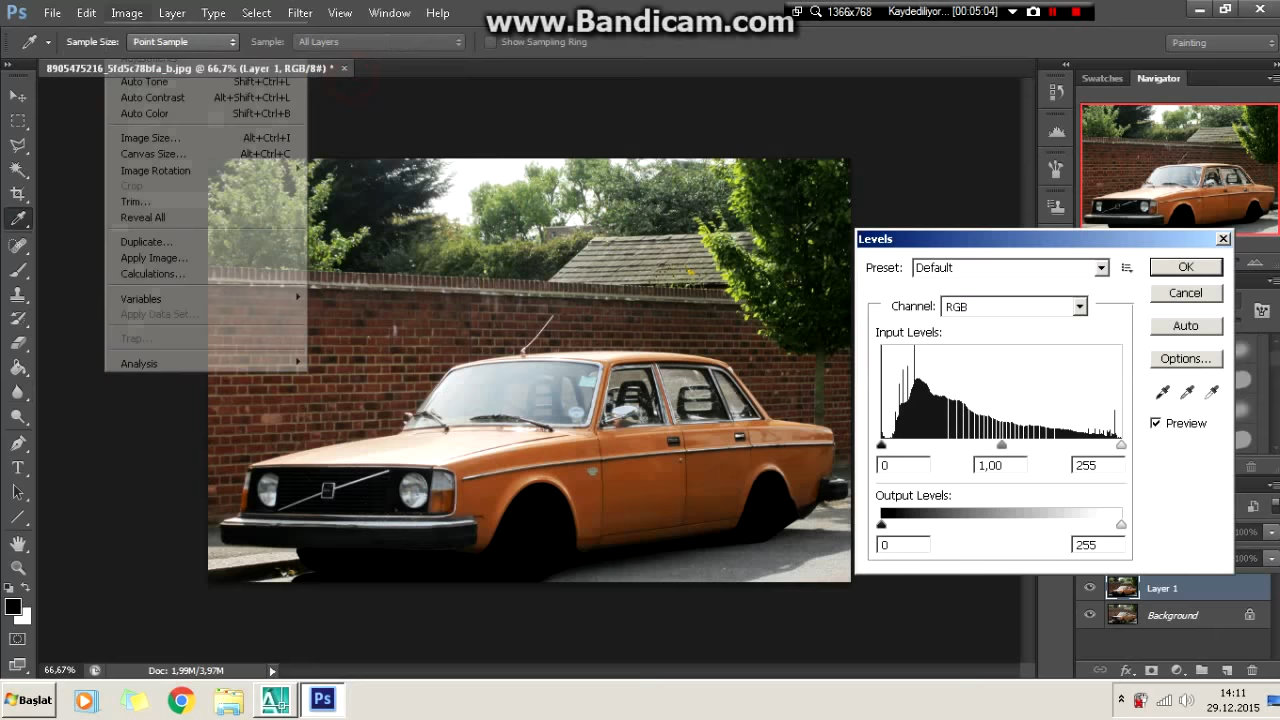 Ps File Edit Image Layer Type Select Filter View Window Help
www.Bandicam.com
1366x768 Kaydediliyor... [00:05:04]
Sample Size: Point Sample Sample: All Layers Show Sampling Ring Painting
8905475216_5fd5c78bfa_b.jpg @ 66,7% (Layer 1, RGB/8#) * ×
Swatches Navigator
Adjustments
Auto Tone Shift+Ctrl+L
Auto Contrast Alt+Shift+Ctrl+L
Auto Color Shift+Ctrl+B
Image Size... Alt+Ctrl+I
Canvas Size... Alt+Ctrl+C
Image Rotation
Crop
Trim...
Reveal All
Duplicate...
Apply Image...
Calculations...
Variables
Apply Data Set...
Trap...
Analysis
Levels
Preset: Default OK
Cancel
Channel: RGB
Auto
Input Levels:
Options...
Preview
0 1,00 255
Output Levels:
0 255
100%
100%
Layer 1
Background
fx
66,67% Doc: 1,99M/3,97M
Başlat Ps
14:11
29.12.2015